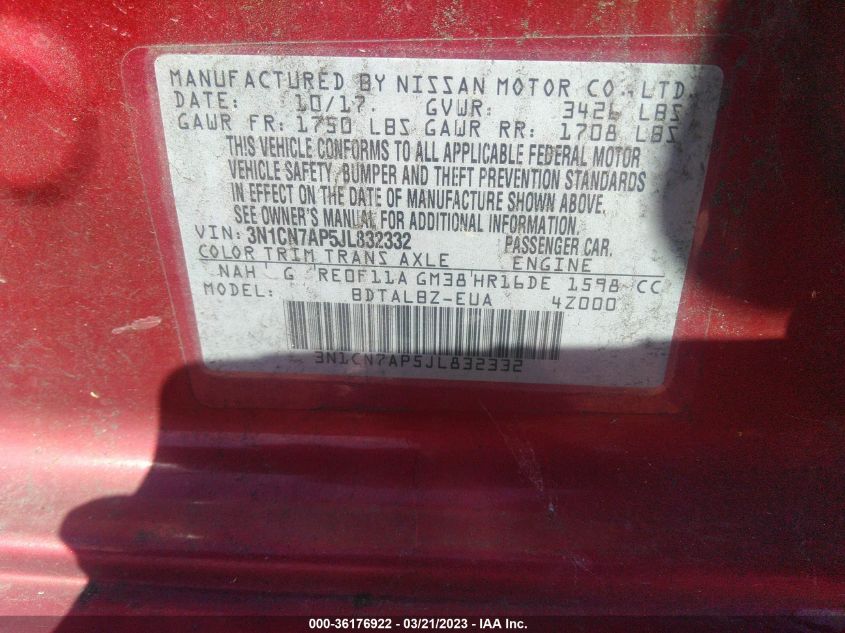 MANUFACTURED BY NISSAN MOTOR CO.,LTD.
DATE: 10/17. GVWR: 3426 LBS
GAWR FR: 1750 LBS GAWR RR: 1708 LBS
THIS VEHICLE CONFORMS TO ALL APPLICABLE FEDERAL MOTOR
VEHICLE SAFETY, BUMPER AND THEFT PREVENTION STANDARDS
IN EFFECT ON THE DATE OF MANUFACTURE SHOWN ABOVE.
SEE OWNER'S MANUAL FOR ADDITIONAL INFORMATION.
VIN: 3N1CN7AP5JL832332 PASSENGER CAR.
COLOR TRIM TRANS AXLE ENGINE
NAH G RE0F11A GM38 HR16DE 1598 CC
MODEL: BDTALBZ-EUA 4Z000
3N1CN7AP5JL832332
000-36176922 - 03/21/2023 - IAA Inc.